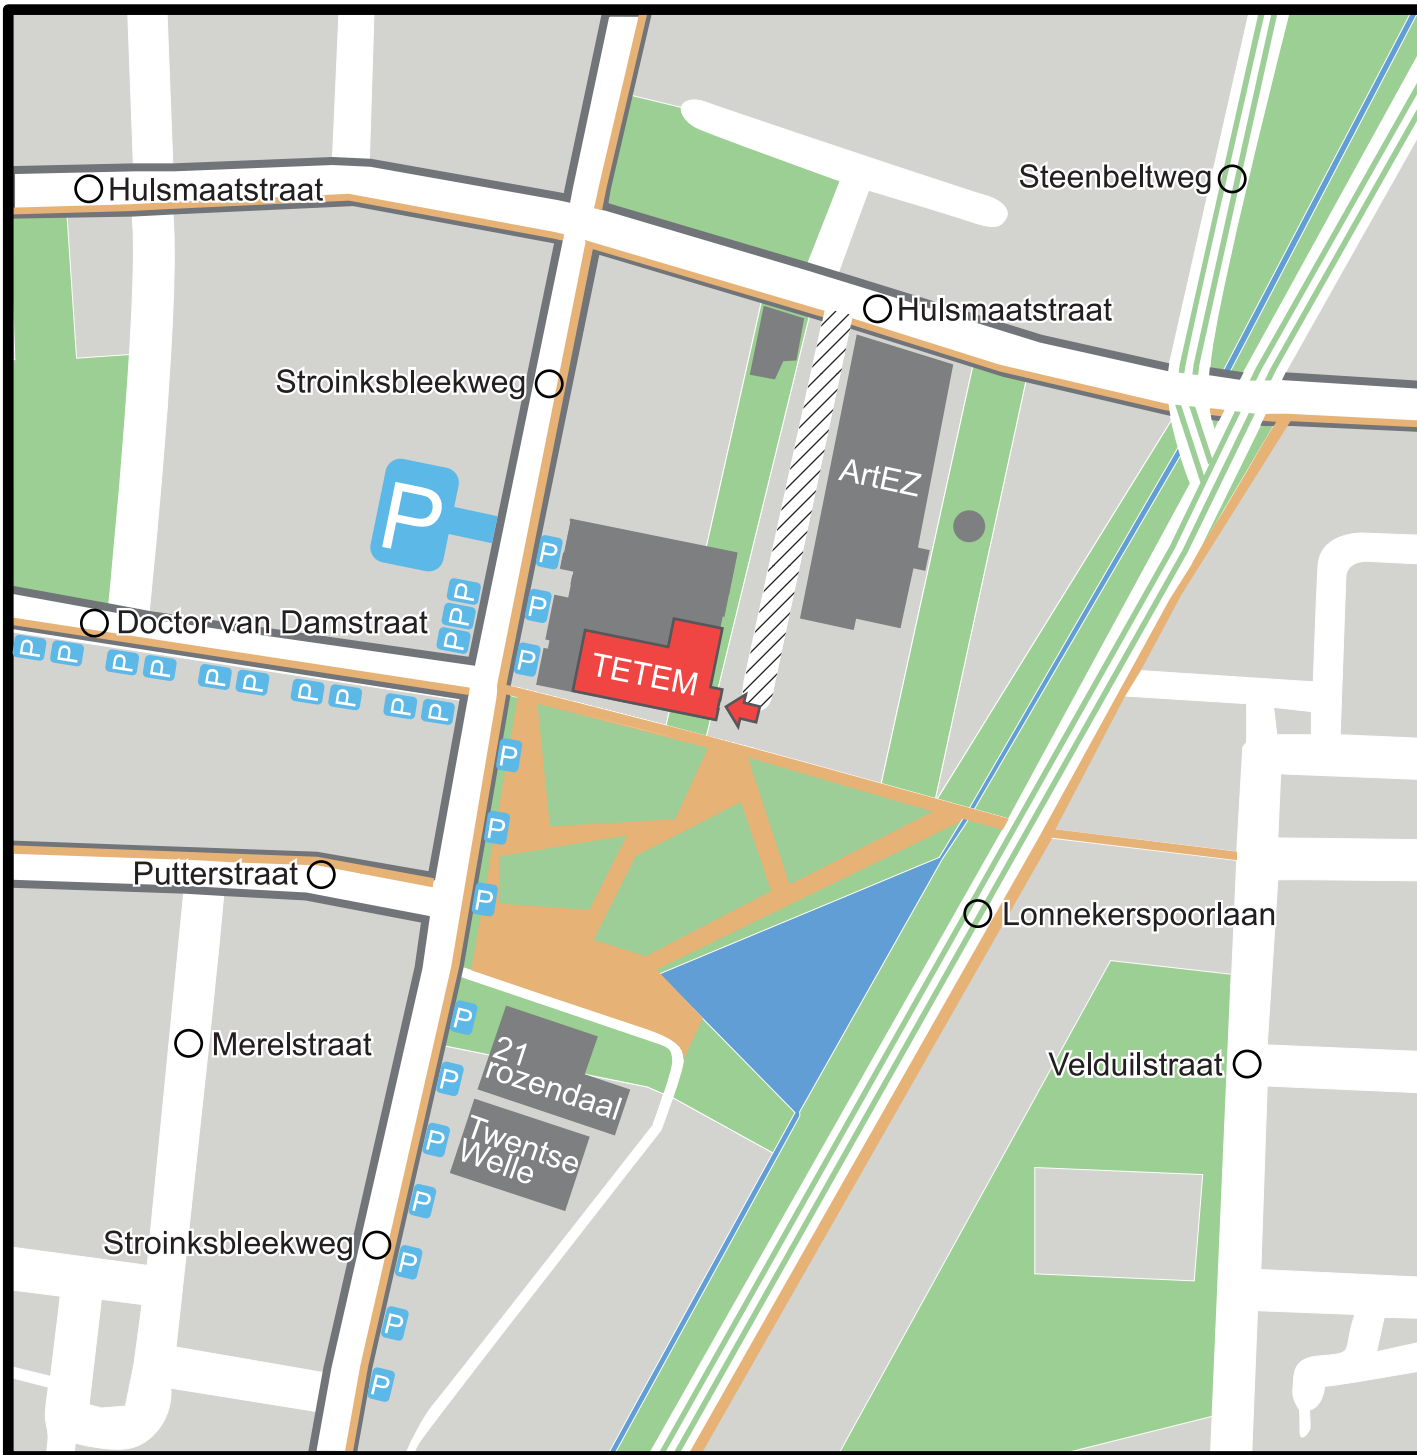 Steenbeltweg
Hulsmaatstraat
Hulsmaatstraat
Stroinksbleekweg
ArtEZ
P
P
P
P
P
P
P
Doctor van Damstraat
P
P
TETEM
P
P
P
P
P
P
P
P
P
P
P
P
Putterstraat
P
Lonnekerspoorlaan
P
Merelstraat
21
rozendaal
Velduilstraat
P
Twentse
Welle
P
P
Stroinksbleekweg
P
P
P